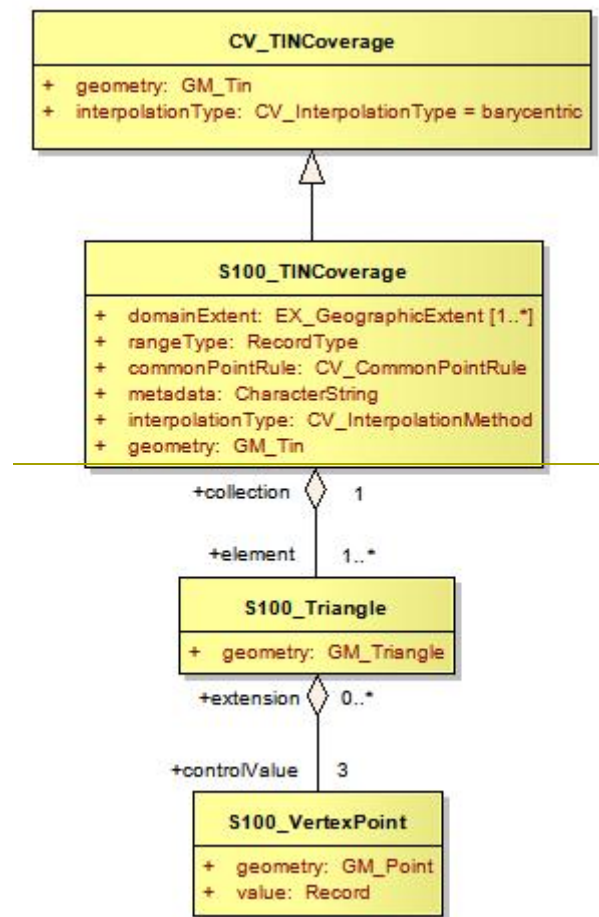 CV_TINCoverage
+ geometry: GM_Tin
+ interpolationType: CV_InterpolationType = barycentric
S100_TINCoverage
+ domainExtent: EX_GeographicExtent [1..*]
+ rangeType: RecordType
+ commonPointRule: CV_CommonPointRule
+ metadata: CharacterString
+ interpolationType: CV_InterpolationMethod
+ geometry: GM_Tin
+collection 1
+element 1..*
S100_Triangle
+ geometry: GM_Triangle
+extension 0..*
+controlValue 3
S100_VertexPoint
+ geometry: GM_Point
+ value: Record